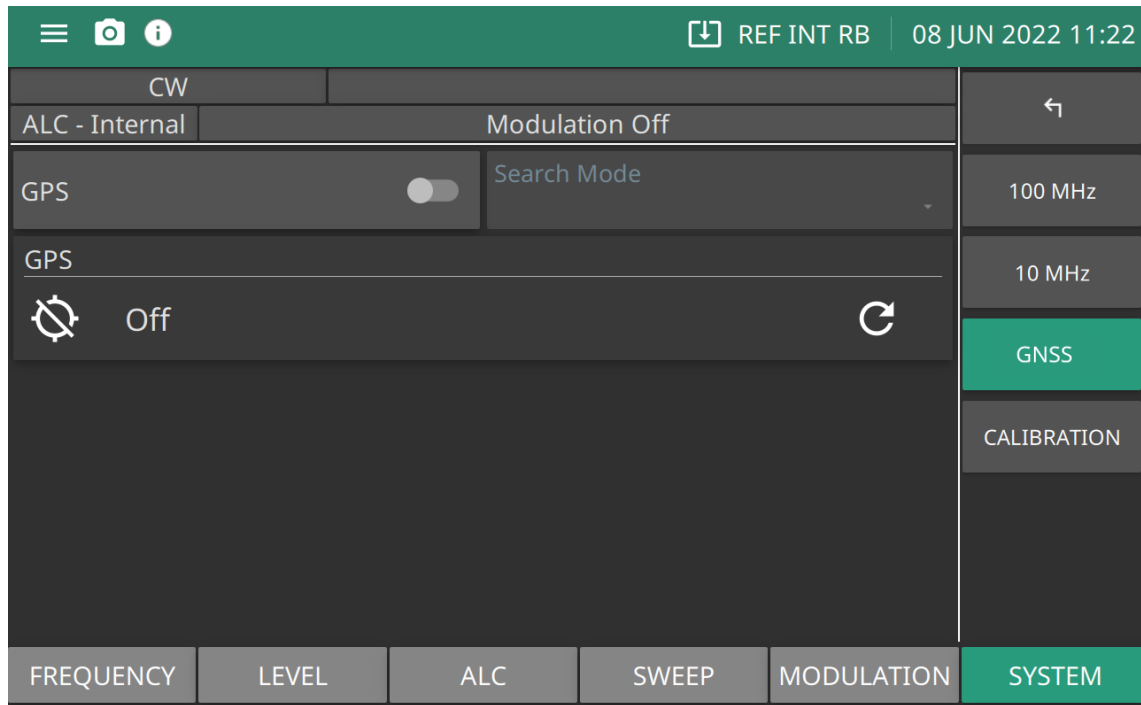 REF INT RB 08 JUN 2022 11:22
CW
ALC - Internal Modulation Off
GPS
Search Mode
GPS
Off
100 MHz
10 MHz
GNSS
CALIBRATION
FREQUENCY LEVEL ALC SWEEP MODULATION SYSTEM